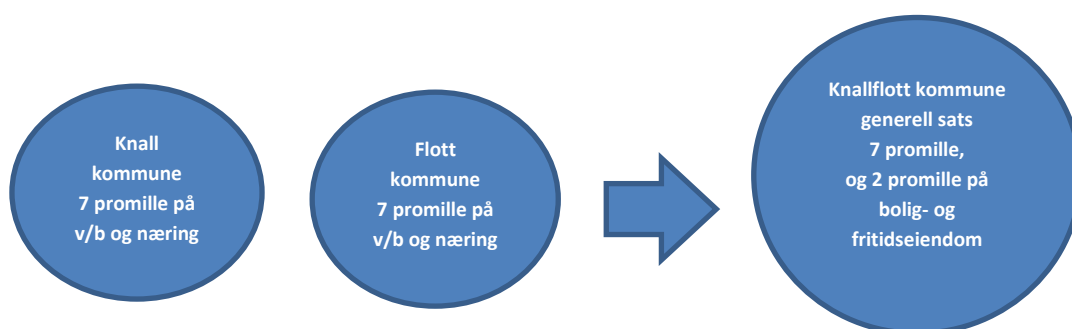 Knall
kommune
7 promille på
v/b og næring
Flott
kommune
7 promille på
v/b og næring
Knallflott kommune
generell sats
7 promille,
og 2 promille på
bolig- og
fritidseiendom